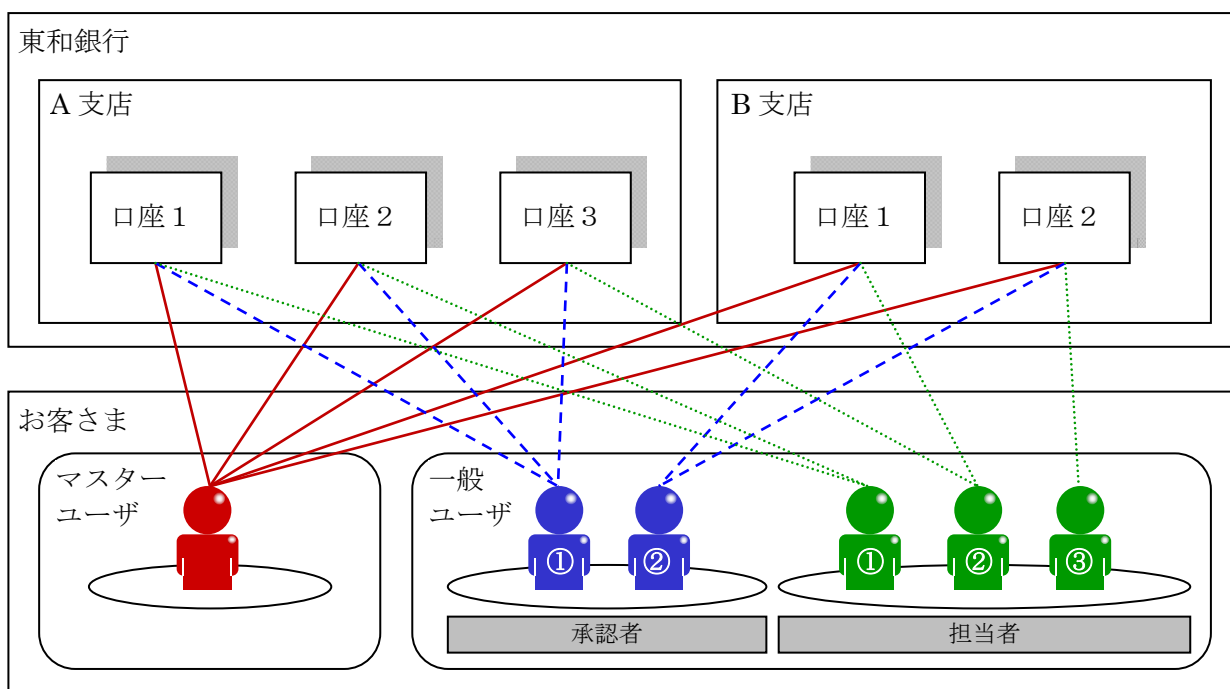 東和銀行
A 支店
B 支店
口座１
口座２
口座３
口座１
口座２
お客さま
マスター
ユーザ
一般
ユーザ
①
②
①
②
③
承認者
担当者